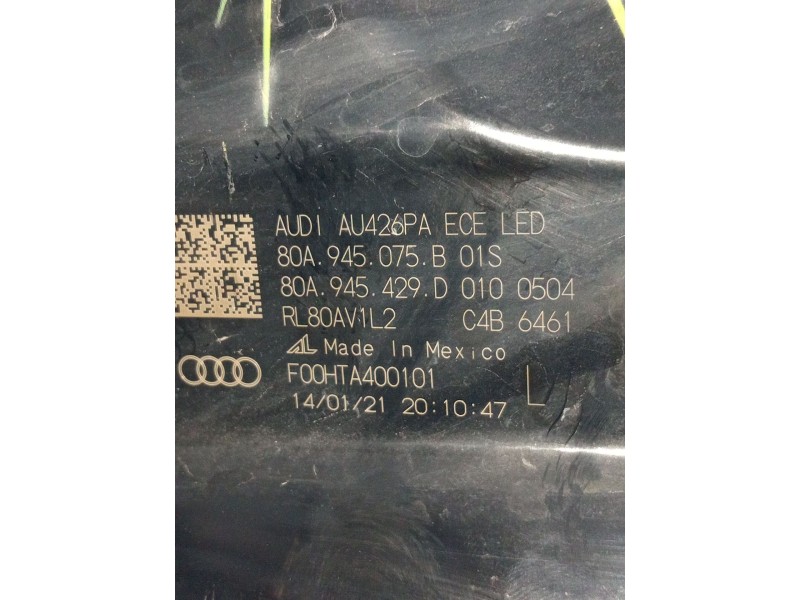 AUDI AU426PA ECE LED
80A.945.075.B 01S
80A.945.429.D 010 0504
RL80AV1L2 C4B 6461
AL Made In Mexico
F00HTA400101 L
14/01/21 20:10:47